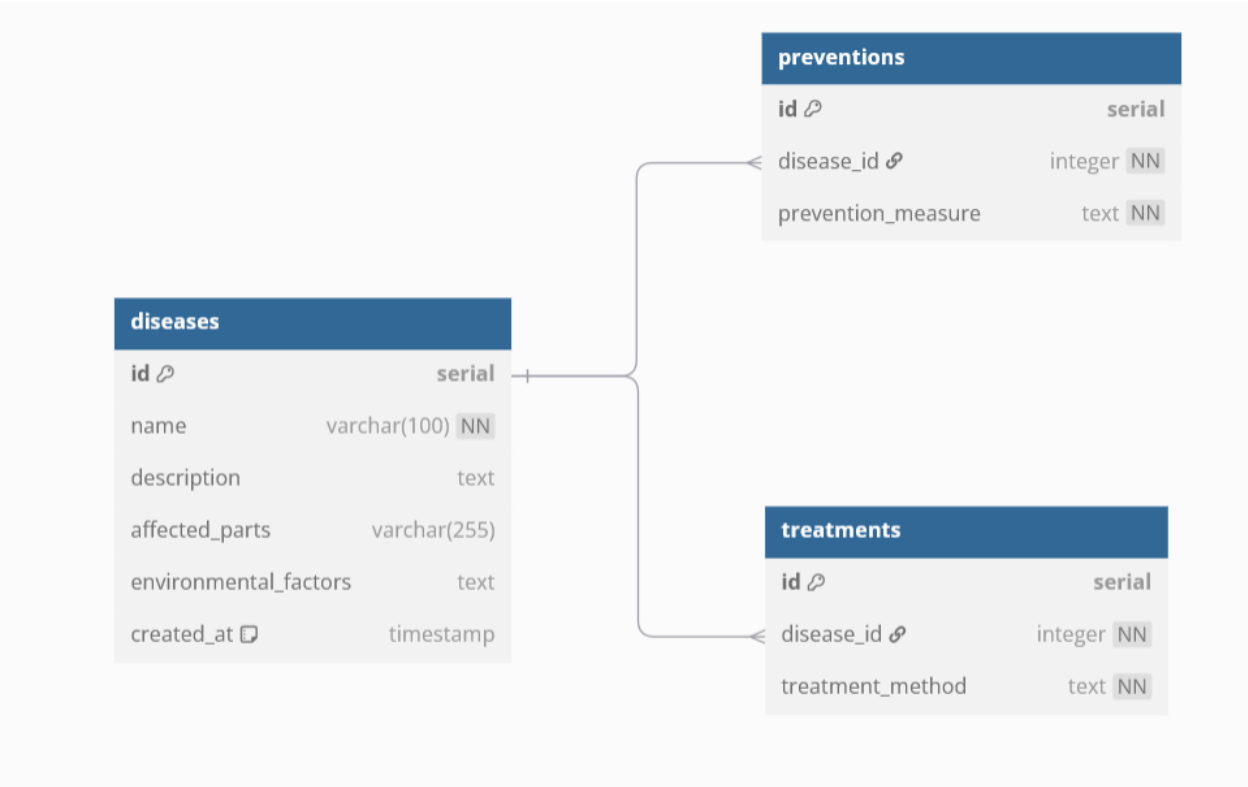 preventions
id serial
disease_id integer NN
prevention_measure text NN
diseases
id serial
name varchar(100) NN
description text
affected_parts varchar(255)
environmental_factors text
created_at timestamp
treatments
id serial
disease_id integer NN
treatment_method text NN